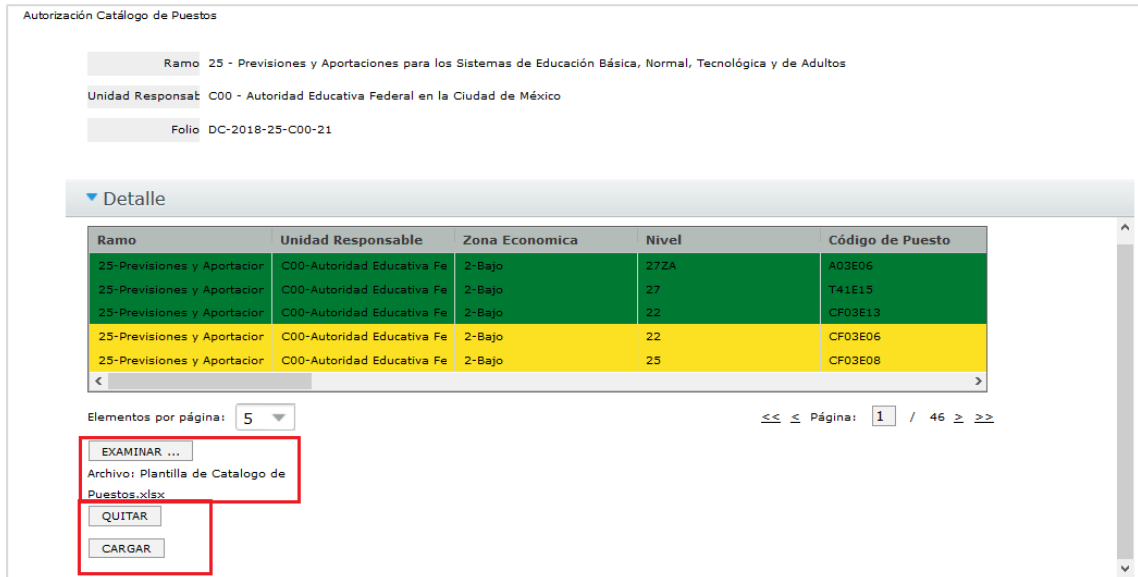 Autorización Catálogo de Puestos
Ramo 25 - Previsiones y Aportaciones para los Sistemas de Educación Básica, Normal, Tecnológica y de Adultos
Unidad Responsat C00 - Autoridad Educativa Federal en la Ciudad de México
Folio DC-2018-25-C00-21
Detalle
Ramo Unidad Responsable Zona Economica Nivel Código de Puesto
25-Previsiones y Aportacior C00-Autoridad Educativa Fe 2-Bajo 27ZA A03E06
25-Previsiones y Aportacior C00-Autoridad Educativa Fe 2-Bajo 27 T41E15
25-Previsiones y Aportacior C00-Autoridad Educativa Fe 2-Bajo 22 CF03E13
25-Previsiones y Aportacior C00-Autoridad Educativa Fe 2-Bajo 22 CF03E06
25-Previsiones y Aportacior C00-Autoridad Educativa Fe 2-Bajo 25 CF03E08
Elementos por página: 5 << < Página: 1 / 46 > >>
EXAMINAR ...
Archivo: Plantilla de Catalogo de
Puestos.xlsx
QUITAR
CARGAR